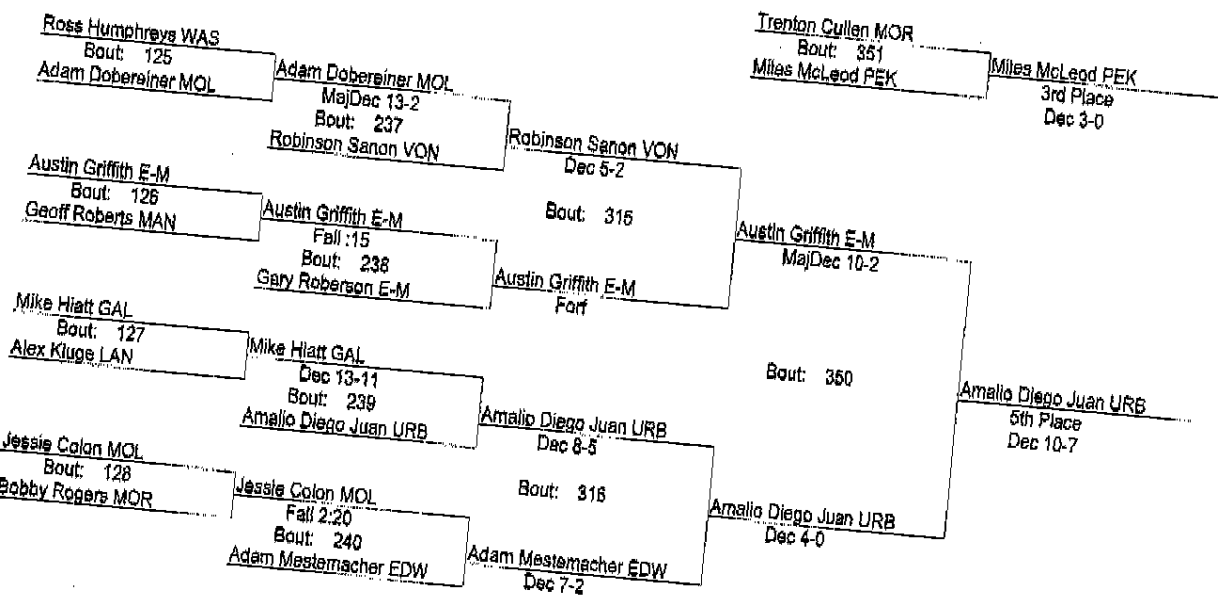 Ross Humphreys WAS
Bout: 125
Adam Dobereiner MOL
Adam Dobereiner MOL
MajDec 13-2
Bout: 237
Robinson Sanon VON
Robinson Sanon VON
Dec 5-2
Austin Griffith E-M
Bout: 126
Geoff Roberts MAN
Austin Griffith E-M
Fall :15
Bout: 238
Gary Roberson E-M
Bout: 315
Austin Griffith E-M
Forf
Austin Griffith E-M
MajDec 10-2
Mike Hiatt GAL
Bout: 127
Alex Kluge LAN
Mike Hiatt GAL
Dec 13-11
Bout: 239
Amalio Diego Juan URB
Amalio Diego Juan URB
Dec 8-5
Bout: 350
Jessie Colon MOL
Bout: 128
Bobby Rogers MOR
Jessie Colon MOL
Fall 2:20
Bout: 240
Adam Mestemacher EDW
Bout: 316
Adam Mestemacher EDW
Dec 7-2
Amalio Diego Juan URB
Dec 4-0
Amalio Diego Juan URB
5th Place
Dec 10-7
Trenton Cullen MOR
Bout: 351
Miles McLeod PEK
Miles McLeod PEK
3rd Place
Dec 3-0